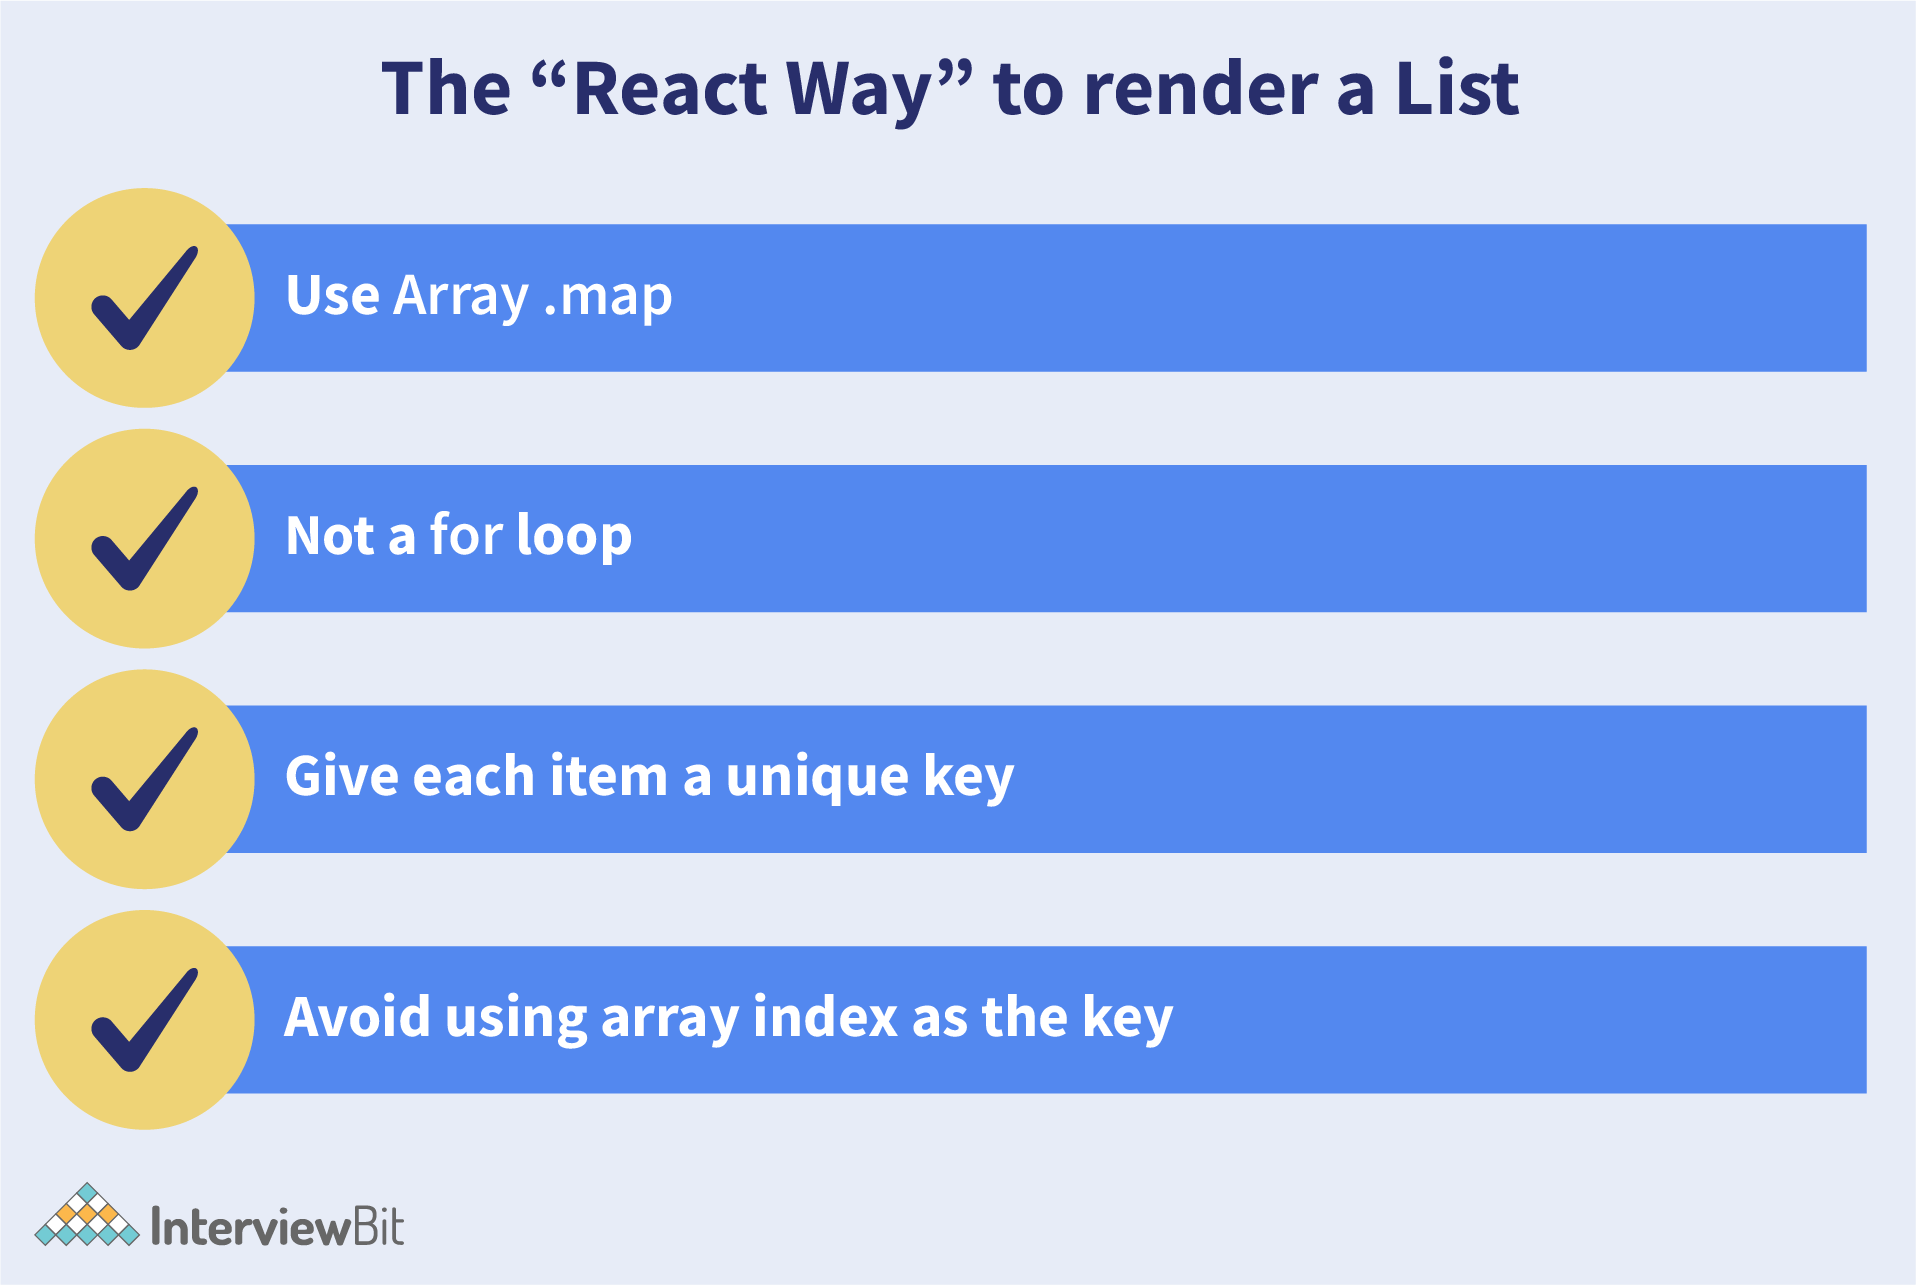 The “React Way” to render a List
Use Array .map
Not a for loop
Give each item a unique key
Avoid using array index as the key
InterviewBit